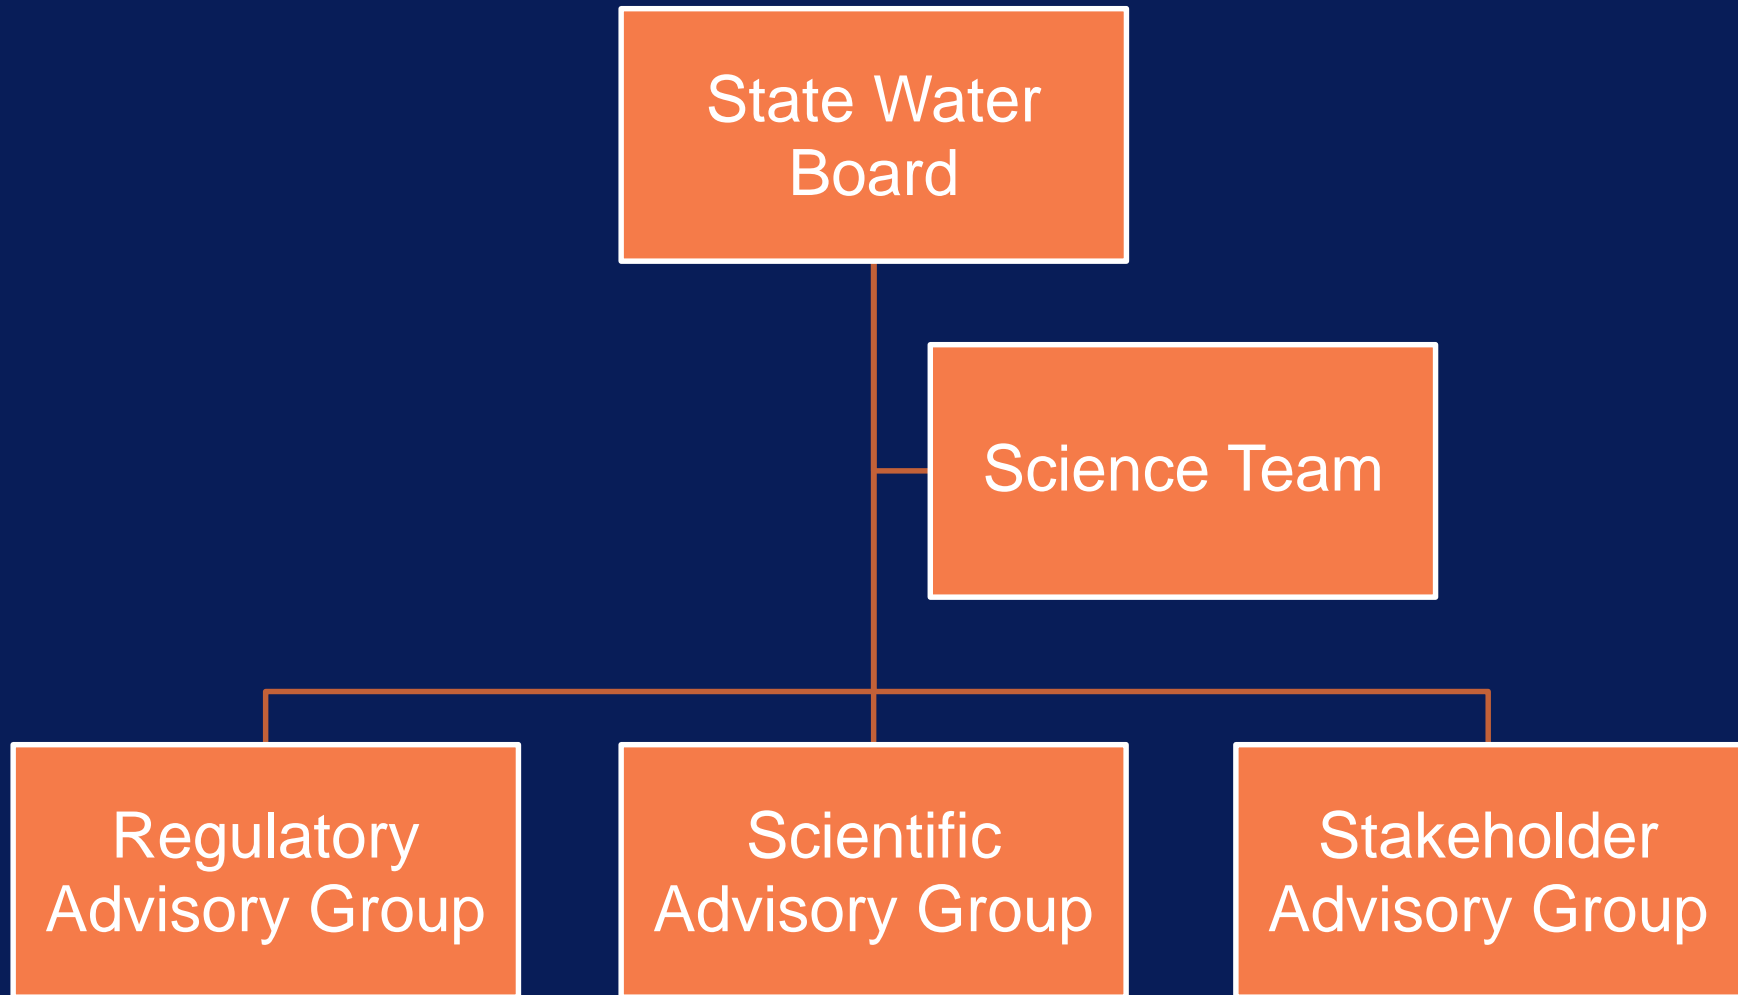 State Water
Board
Science Team
Regulatory
Advisory Group
Scientific
Advisory Group
Stakeholder
Advisory Group